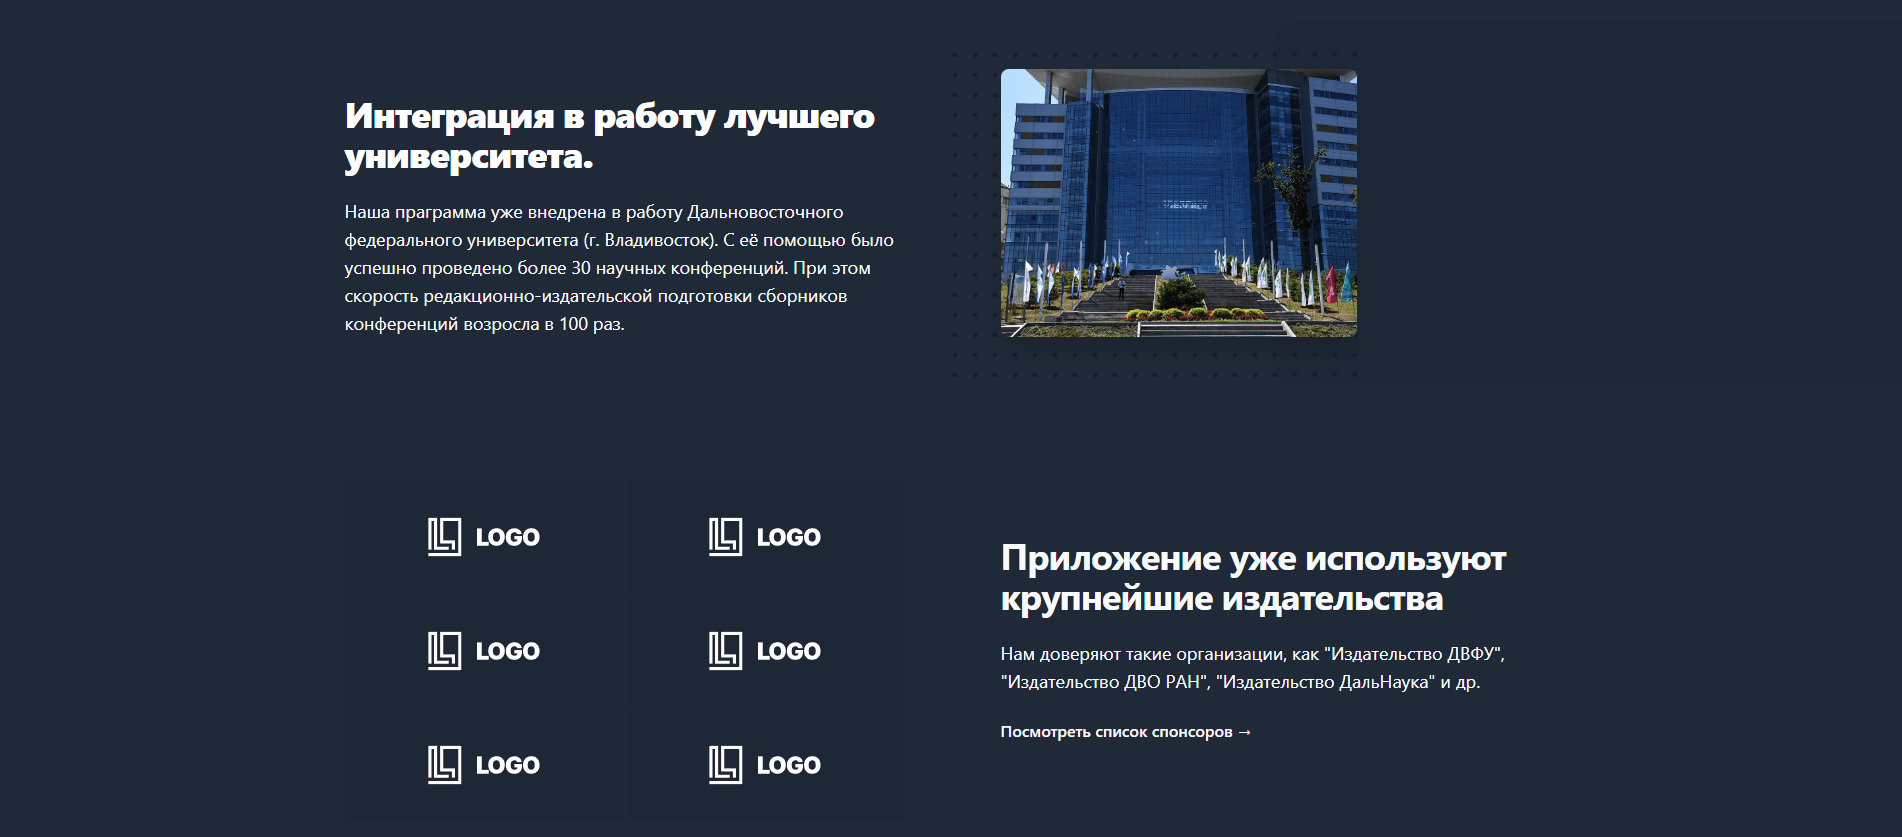 Интеграция в работу лучшего
университета.
Наша праграмма уже внедрена в работу Дальновосточного
федерального университета (г. Владивосток). С её помощью было
успешно проведено более 30 научных конференций. При этом
скорость редакционно-издательской подготовки сборников
конференций возросла в 100 раз.
LOGO
LOGO
LOGO
LOGO
LOGO
LOGO
Приложение уже используют
крупнейшие издательства
Нам доверяют такие организации, как "Издательство ДВФУ",
"Издательство ДВО РАН", "Издательство ДальНаука" и др.
Посмотреть список спонсоров →